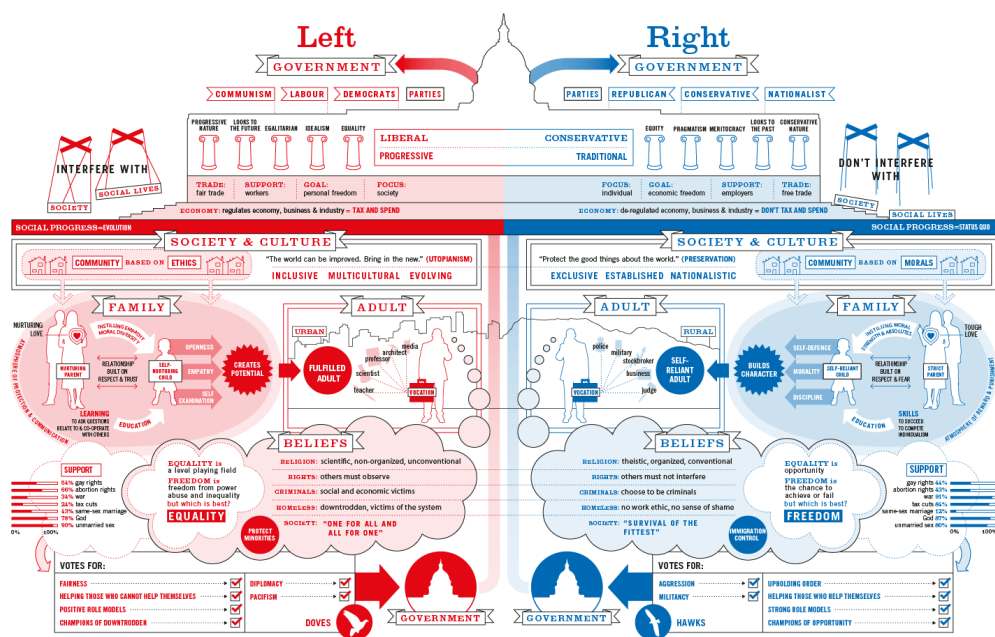 Left
Right
GOVERNMENT
GOVERNMENT
COMMUNISM LABOUR DEMOCRATS PARTIES
PARTIES REPUBLICAN CONSERVATIVE NATIONALIST
PROGRESSIVE NATURE
LOOKS TO THE FUTURE
EGALITARIAN
IDEALISM
EQUALITY
LIBERAL CONSERVATIVE
PROGRESSIVE TRADITIONAL
EQUITY
PRAGMATISM
MERITOCRACY
LOOKS TO THE PAST
CONSERVATIVE NATURE
INTERFERE WITH
SOCIETY
SOCIAL LIVES
DON'T INTERFERE
WITH
SOCIETY
SOCIAL LIVES
TRADE:
fair trade
SUPPORT:
workers
GOAL:
personal freedom
FOCUS:
society
FOCUS:
individual
GOAL:
economic freedom
SUPPORT:
employers
TRADE:
free trade
ECONOMY: regulates economy, business & industry = TAX AND SPEND
ECONOMY: de-regulated economy, business & industry = DON'T TAX AND SPEND
SOCIAL PROGRESS=EVOLUTION
SOCIAL PROGRESS=STATUS QUO
SOCIETY & CULTURE
COMMUNITY BASED ON ETHICS
"The world can be improved. Bring in the new." (UTOPIANISM)
INCLUSIVE MULTICULTURAL EVOLVING
SOCIETY & CULTURE
"Protect the good things about the world." (PRESERVATION)
EXCLUSIVE ESTABLISHED NATIONALISTIC
COMMUNITY BASED ON MORALS
FAMILY
NURTURING
LOVE
INSTILING EMPATHY
MORAL DIVERSITY
NURTURING
PARENT
RELATIONSHIP
BUILT ON
RESPECT & TRUST
SELF-
NURTURING
CHILD
OPENNESS
EMPATHY
SELF
EXAMINATION
EDUCATION
LEARNING
TO ASK QUESTIONS
RELATE TO & CO-OPERATE
WITH OTHERS
ATMOSPHERE OF PROTECTION & COMMUNICATION
CREATES
POTENTIAL
ADULT
URBAN
FULFILLED
ADULT
media
architect
professor
scientist
teacher
VOCATION
ADULT
RURAL
police
military
stockbroker
business
judge
VOCATION
SELF-
RELIANT
ADULT
BUILDS
CHARACTER
FAMILY
TOUGH
LOVE
INSTILING MORAL
STRENGTH & ABSOLUTES
SELF-DEFENCE
MORALITY
DISCIPLINE
SELF-RELIANT
CHILD
RELATIONSHIP
BUILT ON
RESPECT & FEAR
STRICT
PARENT
EDUCATION
SKILLS
TO SUCCEED
TO COMPETE
INDIVIDUALISM
ATMOSPHERE OF REWARD & PUNISHMENT
SUPPORT
54% gay rights
66% abortion rights
34% war
24% tax cuts
43% same-sex marriage
76% God
90% unmarried sex
0% 100%
EQUALITY is
a level playing field
FREEDOM is
freedom from power
abuse and inequality
but which is best?
EQUALITY
BELIEFS
RELIGION: scientific, non-organized, unconventional
RIGHTS: others must observe
CRIMINALS: social and economic victims
HOMELESS: downtrodden, victims of the system
SOCIETY: "ONE FOR ALL AND
ALL FOR ONE"
PROTECT
MINORITIES
BELIEFS
RELIGION: theistic, organized, conventional
RIGHTS: others must not interfere
CRIMINALS: choose to be criminals
HOMELESS: no work ethic, no sense of shame
SOCIETY: "SURVIVAL OF THE
FITTEST"
IMMIGRATION
CONTROL
EQUALITY is
opportunity
FREEDOM is
the chance to
achieve or fail
but which is best?
FREEDOM
SUPPORT
gay rights 44%
abortion rights 43%
war 91%
tax cuts 84%
same-sex marriage 12%
God 87%
unmarried sex 80%
0% 100%
VOTES FOR:
FAIRNESS
HELPING THOSE WHO CANNOT HELP THEMSELVES
POSITIVE ROLE MODELS
CHAMPIONS OF DOWNTRODDEN
DIPLOMACY
PACIFISM
DOVES
GOVERNMENT
GOVERNMENT
VOTES FOR:
AGGRESSION
MILITANCY
HAWKS
UPHOLDING ORDER
HELPING THOSE WHO HELP THEMSELVES
STRONG ROLE MODELS
CHAMPIONS OF OPPORTUNITY